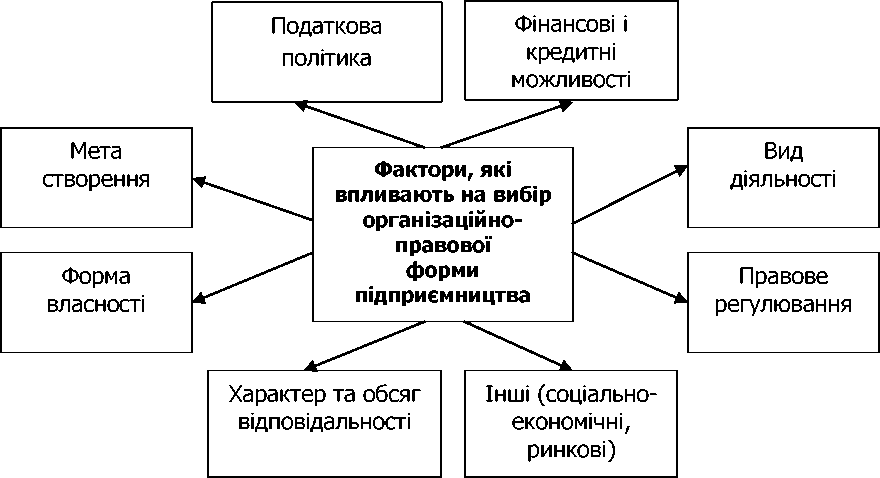 Податкова
політика
Фінансові і
кредитні
можливості
Мета
створення
Фактори, які
впливають на вибір
організаційно-
правової
форми
підприємництва
Вид
діяльності
Форма
власності
Правове
регулювання
Характер та обсяг
відповідальності
Інші (соціально-
економічні,
ринкові)